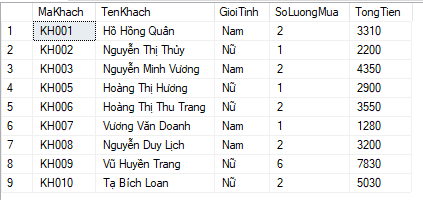 MaKhach TenKhach GioiTinh SoLuongMua TongTien
1 KH001 Hồ Hồng Quân Nam 2 3310
2 KH002 Nguyễn Thị Thủy Nữ 1 2200
3 KH003 Nguyễn Minh Vương Nam 2 4350
4 KH005 Hoàng Thị Hương Nữ 1 2900
5 KH006 Hoàng Thị Thu Trang Nữ 2 3550
6 KH007 Vương Văn Doanh Nam 1 1280
7 KH008 Nguyễn Duy Lịch Nam 2 3200
8 KH009 Vũ Huyền Trang Nữ 6 7830
9 KH010 Tạ Bích Loan Nữ 2 5030